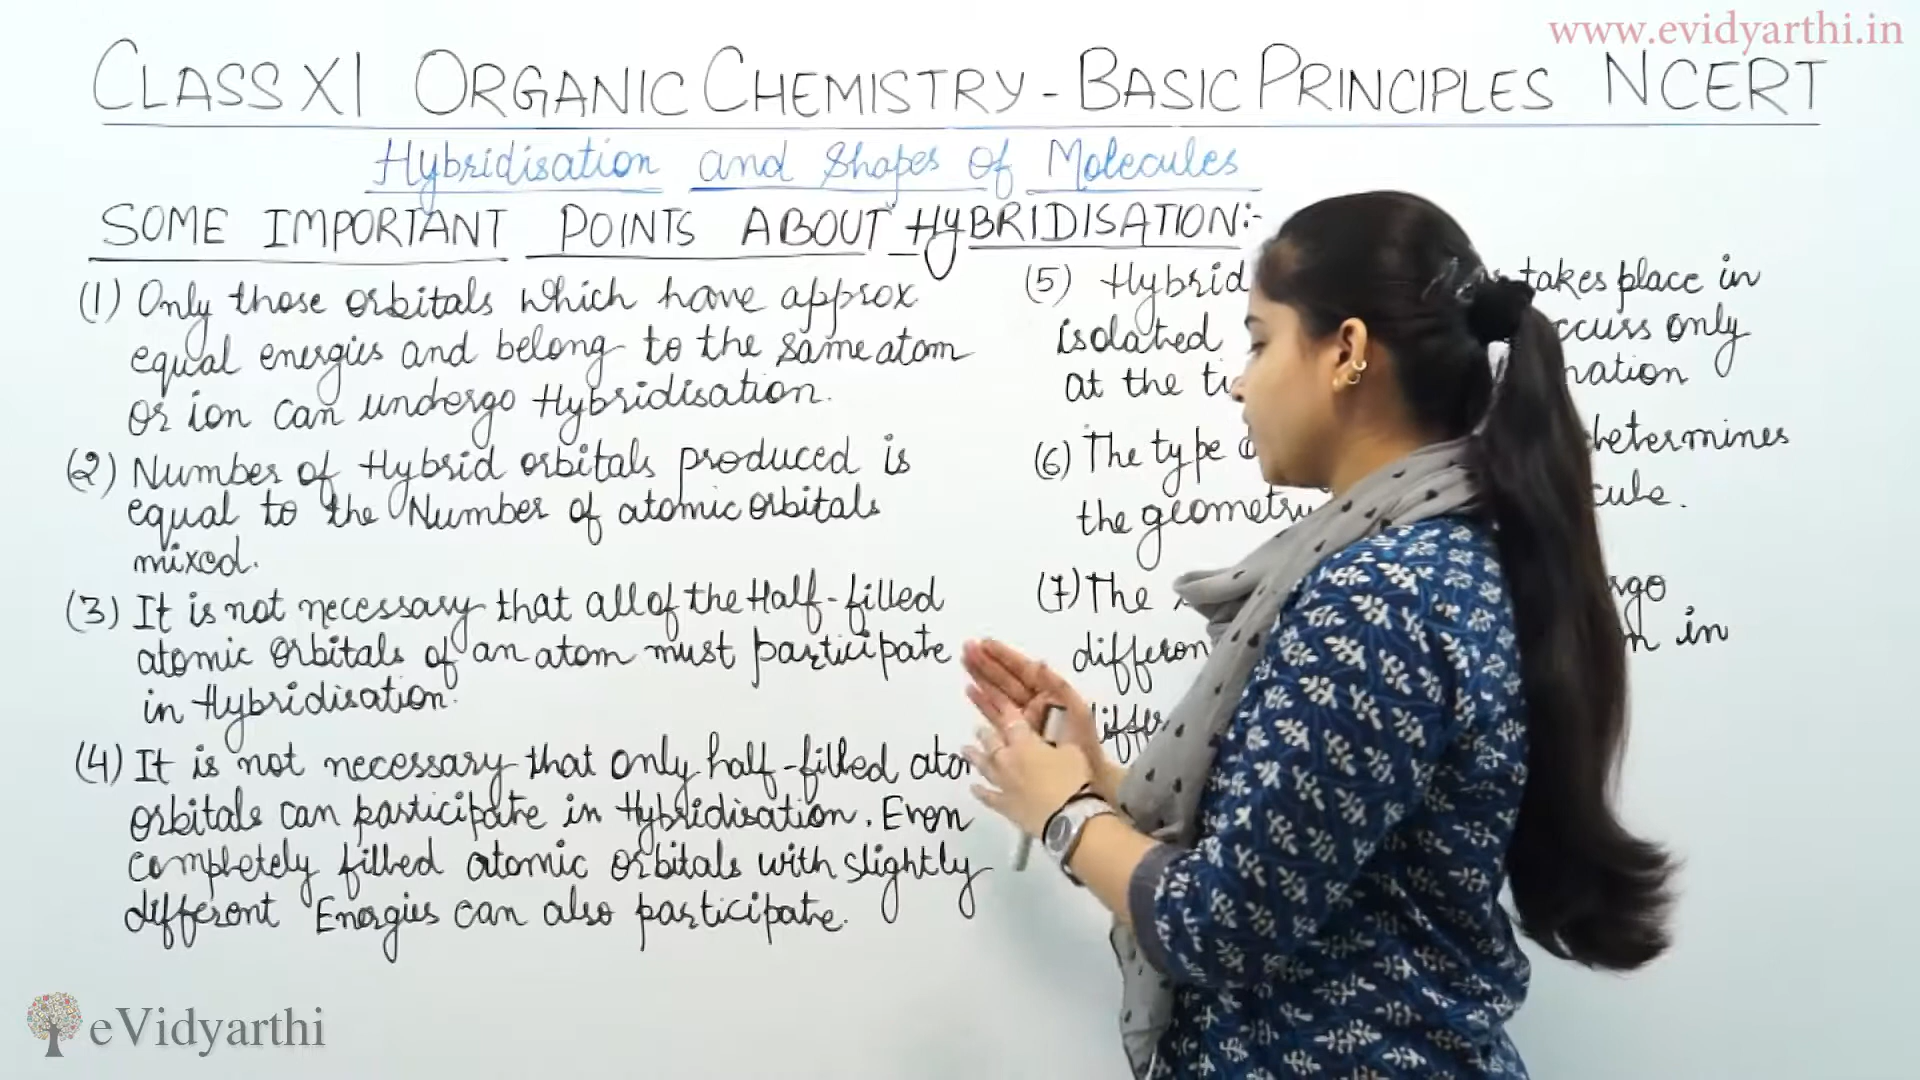 www.evidyarthi.in
CLASS XI ORGANIC CHEMISTRY - BASIC PRINCIPLES NCERT
Hybridisation and Shapes Of Molecules
SOME IMPORTANT POINTS ABOUT HyBRIDISATION:-
(1) Only those orbitals which have approx
equal energies and belong to the same atom
or ion can undergo Hybridisation.
(2) Number of Hybrid orbitals produced is
equal to the Number of atomic orbitals
mixed.
(3) It is not necessary that all of the Half-filled
atomic orbitals of an atom must participate
in Hybridisation.
(4) It is not necessary that only half-filled
orbitals can participate in Hybridisation. Even
completely filled atomic orbitals with slightly
different Energies can also participate.
(5) takes place in
isolated only
at the
(6) The type determines
the geometry
(7) The
in
eVidyarthi